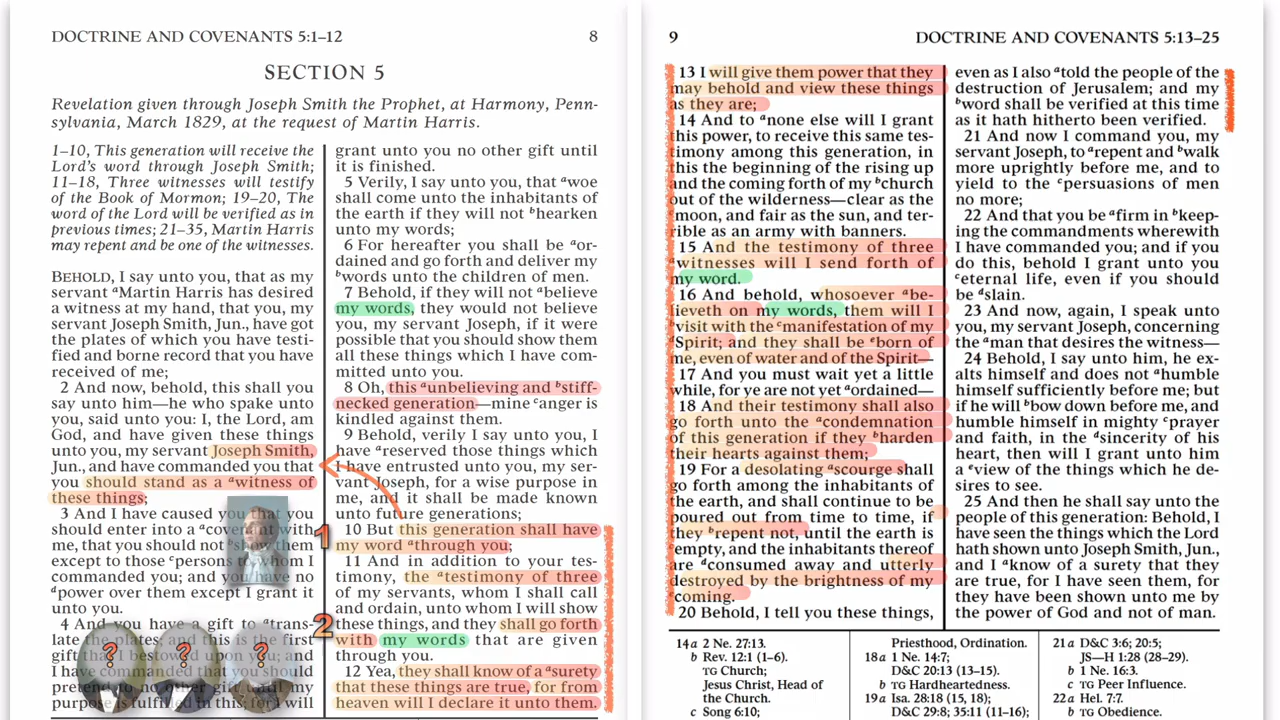 DOCTRINE AND COVENANTS 5:1–12 8
SECTION 5
Revelation given through Joseph Smith the Prophet, at Harmony, Penn-
sylvania, March 1829, at the request of Martin Harris.
1–10, This generation will receive the
Lord's word through Joseph Smith;
11–18, Three witnesses will testify
of the Book of Mormon; 19–20, The
word of the Lord will be verified as in
previous times; 21–35, Martin Harris
may repent and be one of the witnesses.
BEHOLD, I say unto you, that as my
servant aMartin Harris has desired
a witness at my hand, that you, my
servant Joseph Smith, Jun., have got
the plates of which you have testi-
fied and borne record that you have
received of me;
2 And now, behold, this shall you
say unto him—he who spake unto
you, said unto you: I, the Lord, am
God, and have given these things
unto you, my servant Joseph Smith,
Jun., and have commanded you that
you should stand as a awitness of
these things;
3 And I have caused you that you
should enter into a acovenant with
me, that you should not bshow them
except to those cpersons to whom I
commanded you; and you have no
dpower over them except I grant it
unto you.
4 And you have a gift to atrans-
late the plates; and this is the first
gift that I bestowed upon you; and
I have commanded that you should
pretend to no other gift until my
purpose is fulfilled in this; for I will
1
2
? ? ?
grant unto you no other gift until
it is finished.
5 Verily, I say unto you, that awoe
shall come unto the inhabitants of
the earth if they will not bhearken
unto my words;
6 For hereafter you shall be aor-
dained and go forth and deliver my
bwords unto the children of men.
7 Behold, if they will not abelieve
my words, they would not believe
you, my servant Joseph, if it were
possible that you should show them
all these things which I have com-
mitted unto you.
8 Oh, this aunbelieving and bstiff-
necked generation—mine canger is
kindled against them.
9 Behold, verily I say unto you, I
have areserved those things which
I have entrusted unto you, my ser-
vant Joseph, for a wise purpose in
me, and it shall be made known
unto future generations;
10 But this generation shall have
my word athrough you;
11 And in addition to your tes-
timony, the atestimony of three
of my servants, whom I shall call
and ordain, unto whom I will show
these things, and they shall go forth
with my words that are given
through you.
12 Yea, they shall know of a asurety
that these things are true, for from
heaven will I declare it unto them.
9 DOCTRINE AND COVENANTS 5:13–25
13 I will give them power that they
may behold and view these things
as they are;
14 And to anone else will I grant
this power, to receive this same tes-
timony among this generation, in
this the beginning of the rising up
and the coming forth of my bchurch
out of the wilderness—clear as the
moon, and fair as the sun, and ter-
rible as an army with banners.
15 And the testimony of three
awitnesses will I send forth of
my word.
16 And behold, whosoever abe-
lieveth on my words, them will I
bvisit with the cmanifestation of my
dSpirit; and they shall be eborn of
me, even of water and of the Spirit—
17 And you must wait yet a little
while, for ye are not yet aordained—
18 And their testimony shall also
go forth unto the acondemnation
of this generation if they bharden
their hearts against them;
19 For a desolating ascourge shall
go forth among the inhabitants of
the earth, and shall continue to be
poured out from time to time, if
they brepent not, until the earth is
cempty, and the inhabitants thereof
are dconsumed away and utterly
destroyed by the brightness of my
ecoming.
20 Behold, I tell you these things,
even as I also atold the people of the
destruction of Jerusalem; and my
bword shall be verified at this time
as it hath hitherto been verified.
21 And now I command you, my
servant Joseph, to arepent and bwalk
more uprightly before me, and to
yield to the cpersuasions of men
no more;
22 And that you be afirm in bkeep-
ing the commandments wherewith
I have commanded you; and if you
do this, behold I grant unto you
ceternal life, even if you should
be dslain.
23 And now, again, I speak unto
you, my servant Joseph, concerning
the aman that desires the witness—
24 Behold, I say unto him, he ex-
alts himself and does not ahumble
himself sufficiently before me; but
if he will bbow down before me, and
humble himself in mighty cprayer
and faith, in the dsincerity of his
heart, then will I grant unto him
a eview of the things which he de-
sires to see.
25 And then he shall say unto the
people of this generation: Behold, I
have seen the things which the Lord
hath shown unto Joseph Smith, Jun.,
and I aknow of a surety that they
are true, for I have seen them, for
they have been shown unto me by
the power of God and not of man.
14a 2 Ne. 27:13.
b Rev. 12:1 (1–6).
TG Church;
Jesus Christ, Head of
the Church.
c Song 6:10;
Priesthood, Ordination.
18a 1 Ne. 14:7;
D&C 20:13 (13–15).
b TG Hardheartedness.
19a Isa. 28:18 (15, 18);
D&C 29:8; 35:11 (11–16);
21a D&C 3:6; 20:5;
JS—H 1:28 (28–29).
b 1 Ne. 16:3.
c TG Peer Influence.
22a Hel. 7:7.
b TG Obedience.